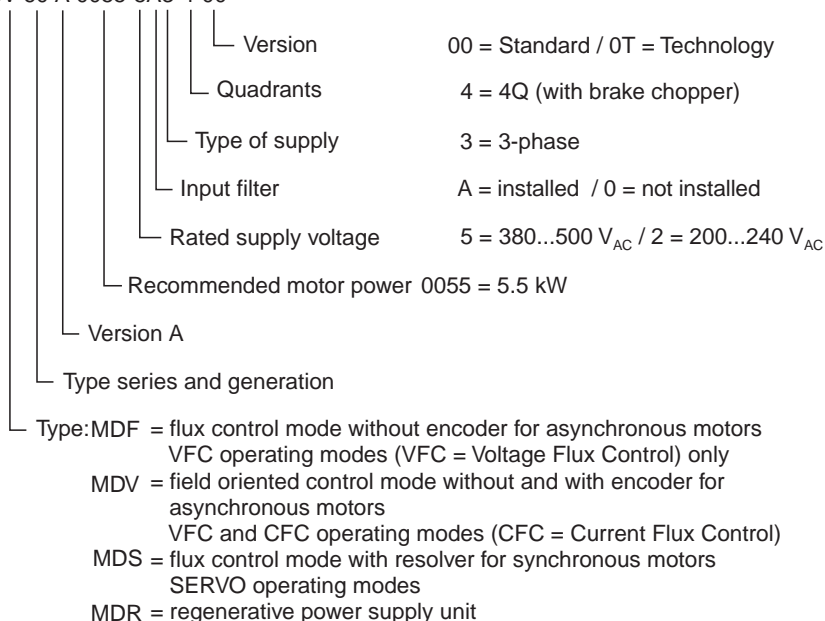 Version 00 = Standard / 0T = Technology
Quadrants 4 = 4Q (with brake chopper)
Type of supply 3 = 3-phase
Input filter A = installed / 0 = not installed
Rated supply voltage 5 = 380...500 VAC / 2 = 200...240 VAC
Recommended motor power 0055 = 5.5 kW
Version A
Type series and generation
Type: MDF = flux control mode without encoder for asynchronous motors
VFC operating modes (VFC = Voltage Flux Control) only
MDV = field oriented control mode without and with encoder for
asynchronous motors
VFC and CFC operating modes (CFC = Current Flux Control)
MDS = flux control mode with resolver for synchronous motors
SERVO operating modes
MDR = regenerative power supply unit